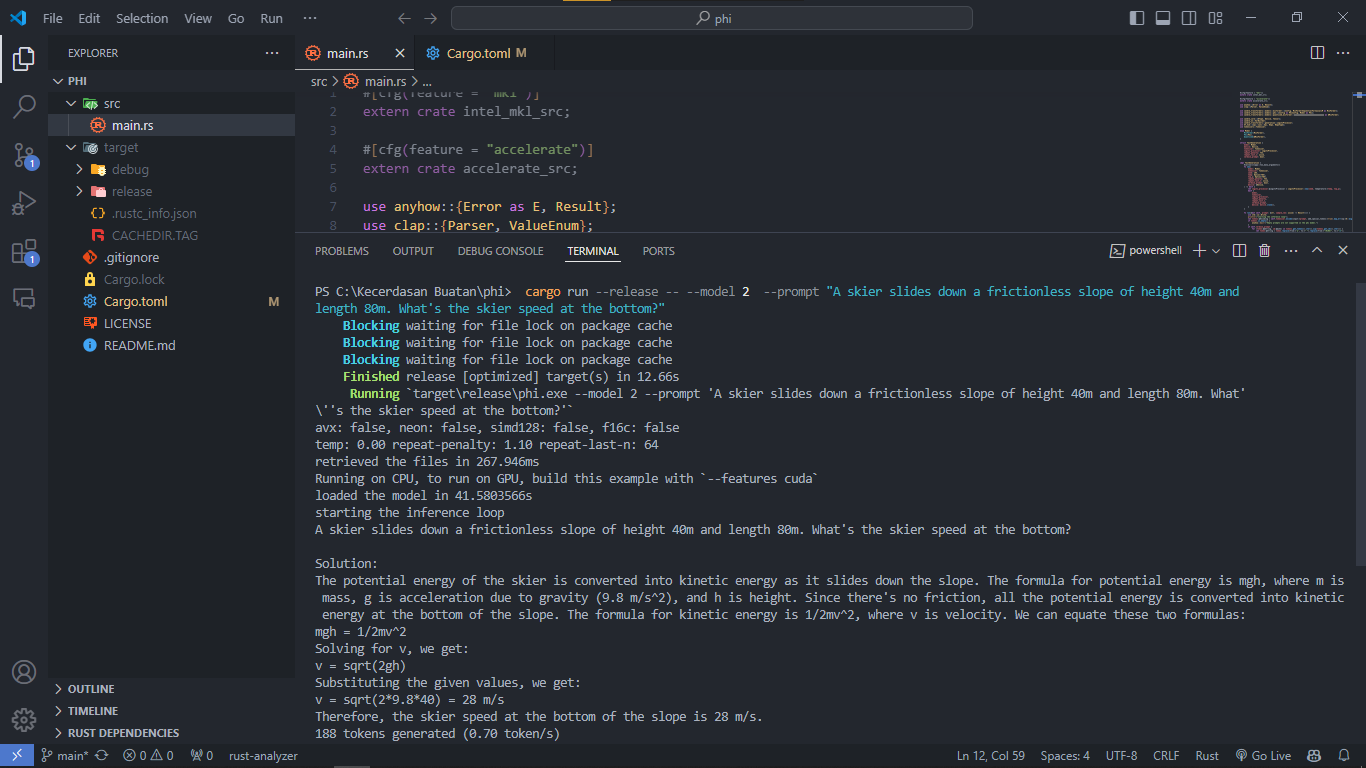 File Edit Selection View Go Run ··· phi
EXPLORER ···
PHI
src
main.rs
target
debug
release
.rustc_info.json
CACHEDIR.TAG
.gitignore
Cargo.lock
Cargo.toml M
LICENSE
README.md
OUTLINE
TIMELINE
RUST DEPENDENCIES
main.rs Cargo.toml M ···
src > main.rs > ...
1 #[cfg(feature = "mkl")]
2 extern crate intel_mkl_src;
3
4 #[cfg(feature = "accelerate")]
5 extern crate accelerate_src;
6
7 use anyhow::{Error as E, Result};
8 use clap::{Parser, ValueEnum};
PROBLEMS OUTPUT DEBUG CONSOLE TERMINAL PORTS powershell ···
PS C:\Kecerdasan Buatan\phi> cargo run --release -- --model 2 --prompt "A skier slides down a frictionless slope of height 40m and
length 80m. What's the skier speed at the bottom?"
Blocking waiting for file lock on package cache
Blocking waiting for file lock on package cache
Blocking waiting for file lock on package cache
Finished release [optimized] target(s) in 12.66s
Running `target\release\phi.exe --model 2 --prompt 'A skier slides down a frictionless slope of height 40m and length 80m. What'
\''s the skier speed at the bottom?'`
avx: false, neon: false, simd128: false, f16c: false
temp: 0.00 repeat-penalty: 1.10 repeat-last-n: 64
retrieved the files in 267.946ms
Running on CPU, to run on GPU, build this example with `--features cuda`
loaded the model in 41.5803566s
starting the inference loop
A skier slides down a frictionless slope of height 40m and length 80m. What's the skier speed at the bottom?

Solution:
The potential energy of the skier is converted into kinetic energy as it slides down the slope. The formula for potential energy is mgh, where m is
mass, g is acceleration due to gravity (9.8 m/s^2), and h is height. Since there's no friction, all the potential energy is converted into kinetic
energy at the bottom of the slope. The formula for kinetic energy is 1/2mv^2, where v is velocity. We can equate these two formulas:
mgh = 1/2mv^2
Solving for v, we get:
v = sqrt(2gh)
Substituting the given values, we get:
v = sqrt(2*9.8*40) = 28 m/s
Therefore, the skier speed at the bottom of the slope is 28 m/s.
188 tokens generated (0.70 token/s)
1
1
main* 0 0 0 rust-analyzer Ln 12, Col 59 Spaces: 4 UTF-8 CRLF Rust Go Live